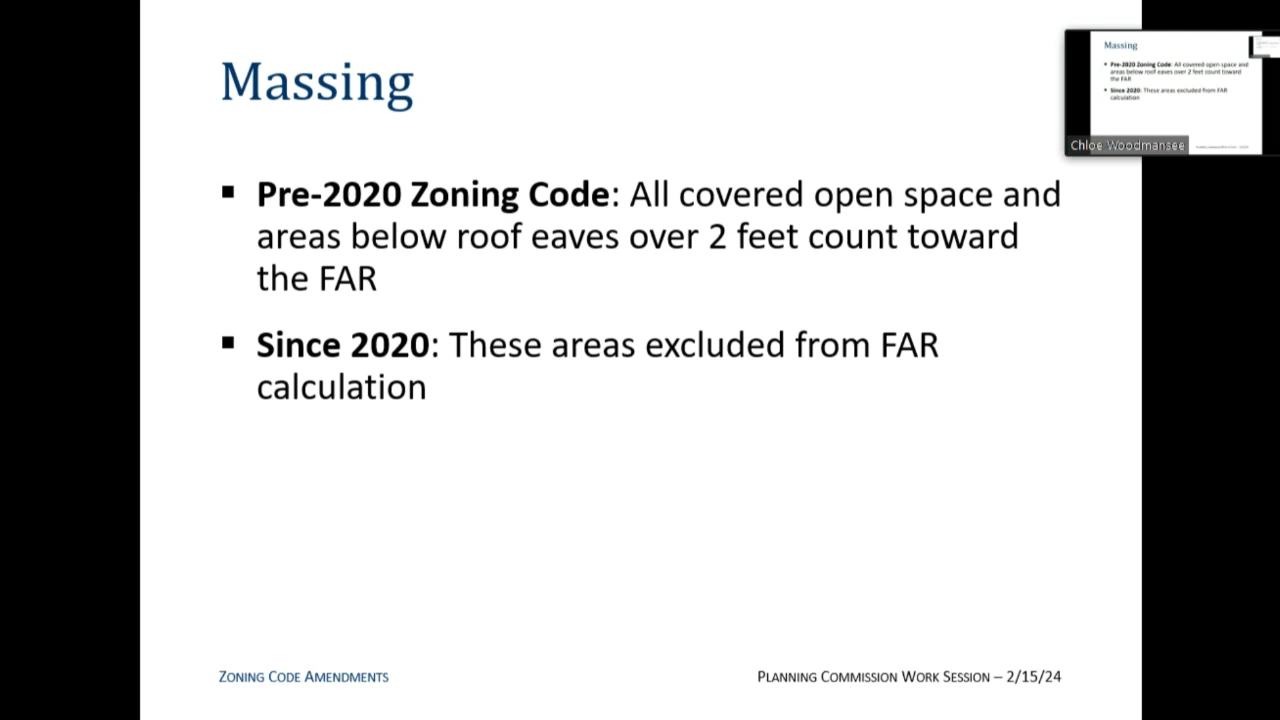 Massing
▪ Pre-2020 Zoning Code: All covered open space and
areas below roof eaves over 2 feet count toward
the FAR
▪ Since 2020: These areas excluded from FAR
calculation
ZONING CODE AMENDMENTS
PLANNING COMMISSION WORK SESSION – 2/15/24
Massing
▪ Pre-2020 Zoning Code: All covered open space and
areas below roof eaves over 2 feet count toward
the FAR
▪ Since 2020: These areas excluded from FAR
calculation
Chloe Woodmansee